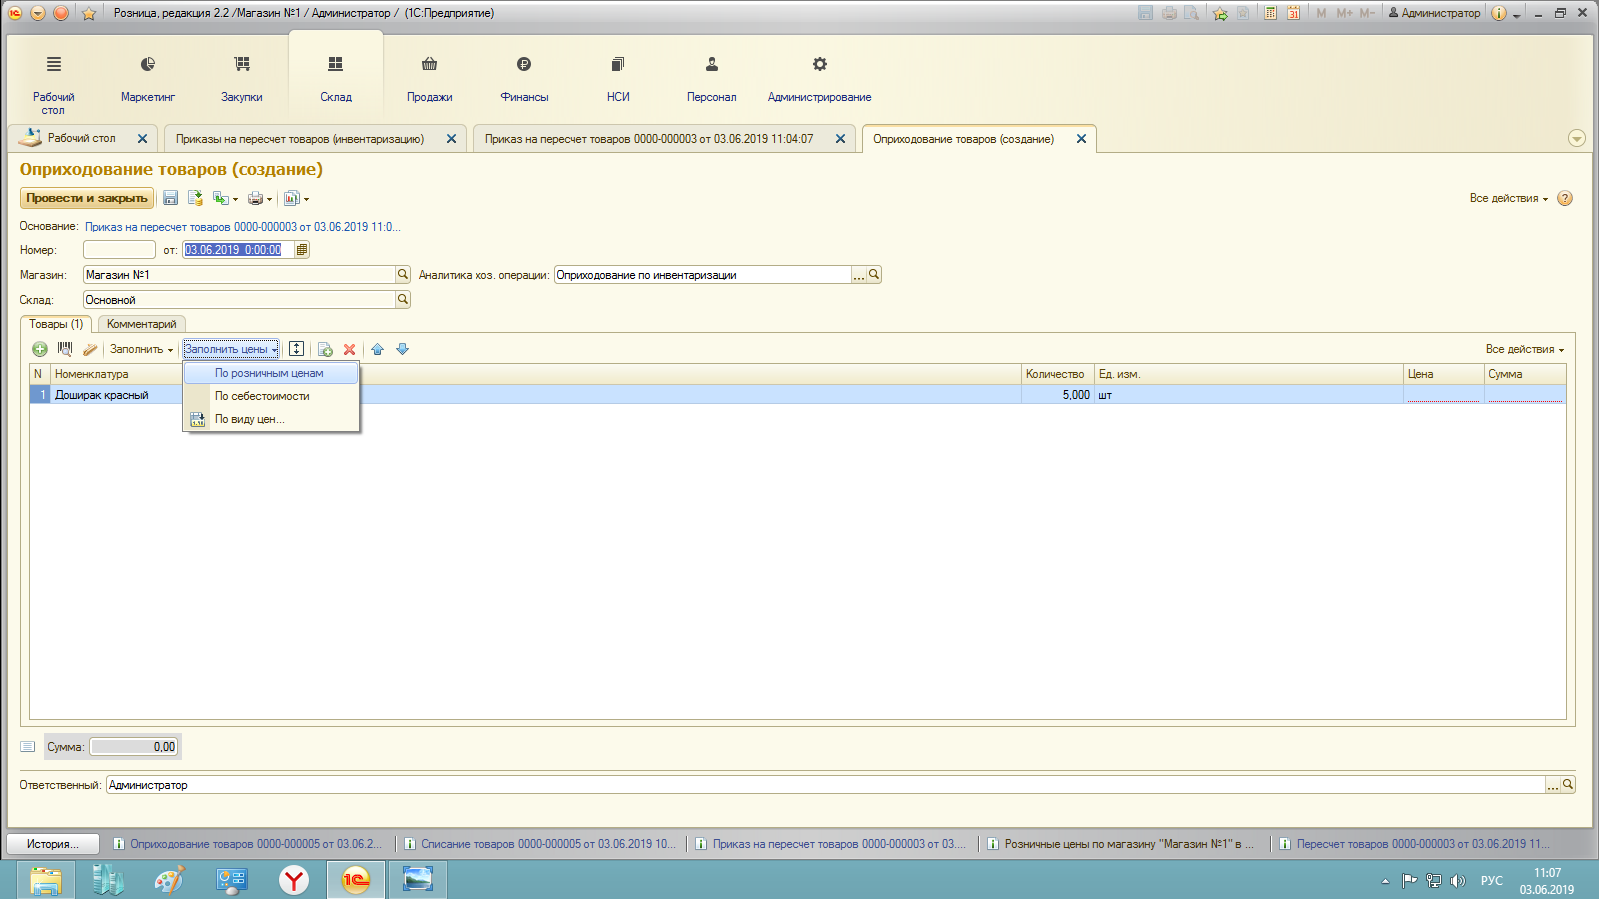 Розница, редакция 2.2 /Магазин №1 / Администратор / (1С:Предприятие)
31 M M+ M- Администратор
Рабочий стол
Маркетинг
Закупки
Склад
Продажи
Финансы
НСИ
Персонал
Администрирование
Рабочий стол
Приказы на пересчет товаров (инвентаризацию)
Приказ на пересчет товаров 0000-000003 от 03.06.2019 11:04:07
Оприходование товаров (создание)
Оприходование товаров (создание)
Провести и закрыть
Все действия
Основание: Приказ на пересчет товаров 0000-000003 от 03.06.2019 11:0...
Номер: от: 03.06.2019 0:00:00
Магазин: Магазин №1 Аналитика хоз. операции: Оприходование по инвентаризации ...
Склад: Основной
Товары (1) Комментарий
Заполнить Заполнить цены Все действия
N Номенклатура Количество Ед. изм. Цена Сумма
1 Доширак красный 5,000 шт
По розничным ценам
По себестоимости
По виду цен...
Сумма: 0,00
Ответственный: Администратор ...
История...
Оприходование товаров 0000-000005 от 03.06.2...
Списание товаров 0000-000005 от 03.06.2019 10...
Приказ на пересчет товаров 0000-000003 от 03....
Розничные цены по магазину "Магазин №1" в ...
Пересчет товаров 0000-000003 от 03.06.2019 11...
РУС
11:07
03.06.2019